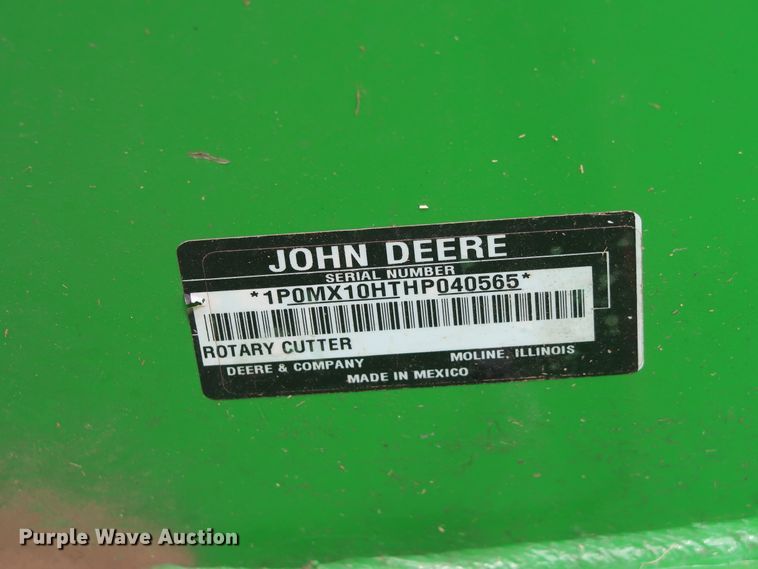 JOHN DEERE
SERIAL NUMBER
*1P0MX10HTHP040565*
ROTARY CUTTER
DEERE & COMPANY MOLINE, ILLINOIS
MADE IN MEXICO
Purple Wave Auction